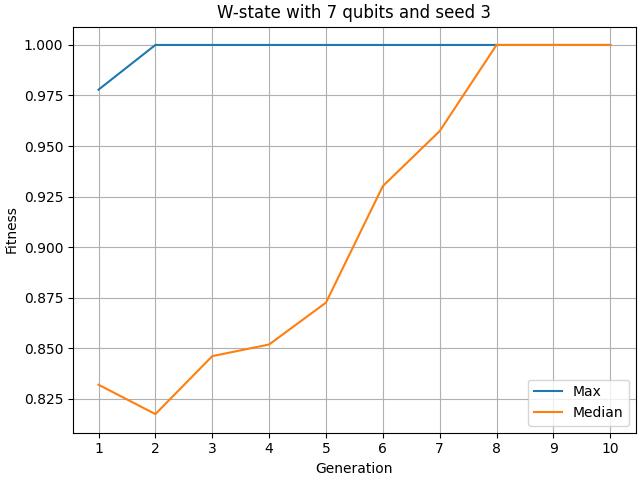 W-state with 7 qubits and seed 3
Fitness
1.000
0.975
0.950
0.925
0.900
0.875
0.850
0.825
1 2 3 4 5 6 7 8 9 10
Generation
Max
Median